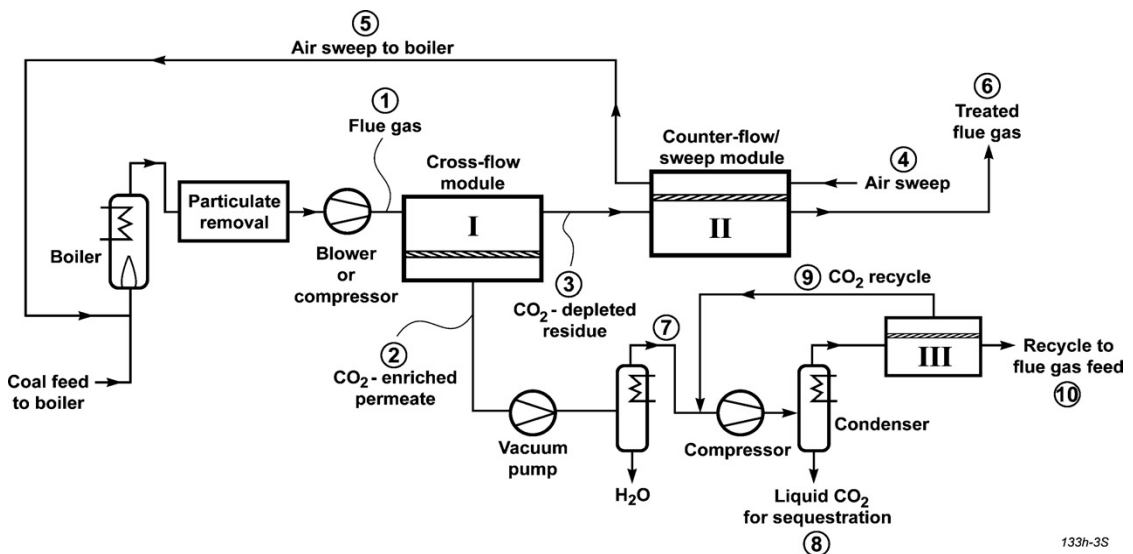 ⑤
Air sweep to boiler
①
Flue gas
Cross-flow
module
I
Counter-flow/
sweep module
II
⑥
Treated
flue gas
④
Air sweep
Particulate
removal
Boiler
Blower
or
compressor
③
CO₂ - depleted
residue
②
CO₂ - enriched
permeate
Coal feed
to boiler
Vacuum
pump
H₂O
⑦
⑨ CO₂ recycle
III
Recycle to
flue gas feed
⑩
Compressor
Condenser
Liquid CO₂
for sequestration
⑧
133h-3S